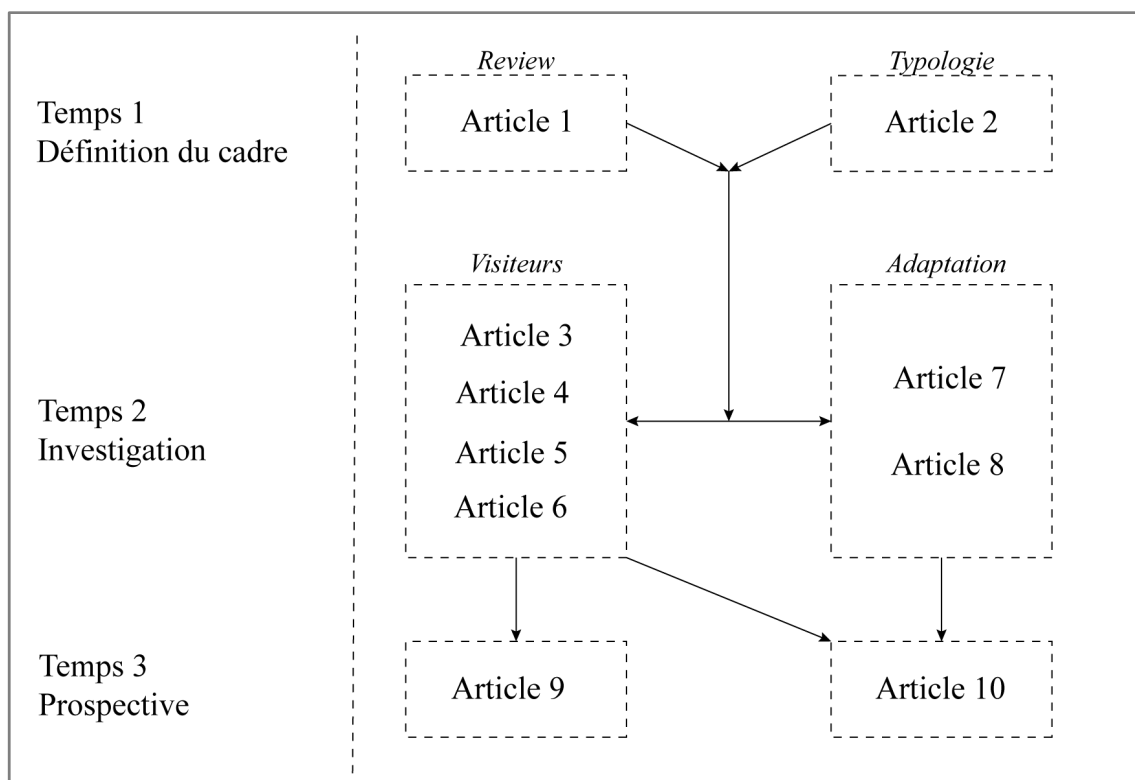 Temps 1
Définition du cadre
Review
Article 1
Typologie
Article 2
Temps 2
Investigation
Visiteurs
Article 3
Article 4
Article 5
Article 6
Adaptation
Article 7
Article 8
Temps 3
Prospective
Article 9
Article 10